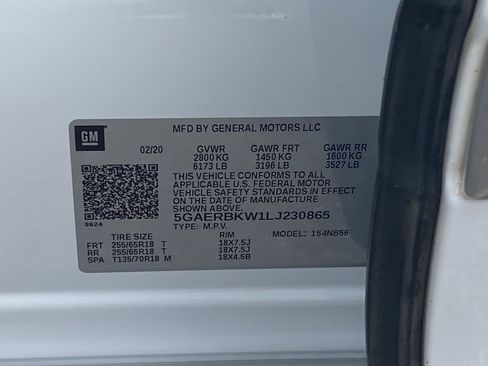 GM
MFD BY GENERAL MOTORS LLC
02/20 GVWR GAWR FRT GAWR RR
2800 KG 1450 KG 1600 KG
6173 LB 3196 LB 3527 LB
THIS VEHICLE CONFORMS TO ALL
APPLICABLE U.S. FEDERAL MOTOR
VEHICLE SAFETY STANDARDS IN EFFECT
ON THE DATE OF MANUFACTURE
SHOWN ABOVE.
8624 5GAERBKW1LJ230865
TYPE: M.P.V. MODEL:154NB56
TIRE SIZE RIM
FRT 255/65R18 T 18X7.5J
RR 255/65R18 T 18X7.5J
SPA T135/70R18 M 18X4.5B